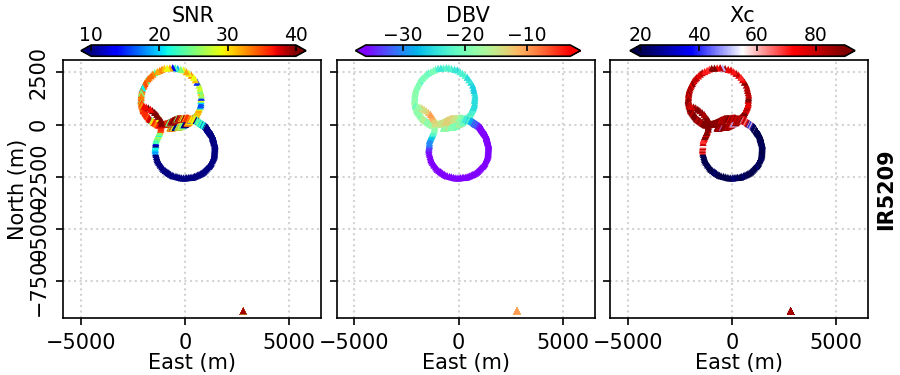 SNR DBV Xc
10 20 30 40 −30 −20 −10 20 40 60 80
2500
0
−2500
−5000
−7500
North (m)
IR5209
−5000 0 5000 −5000 0 5000 −5000 0 5000
East (m) East (m) East (m)